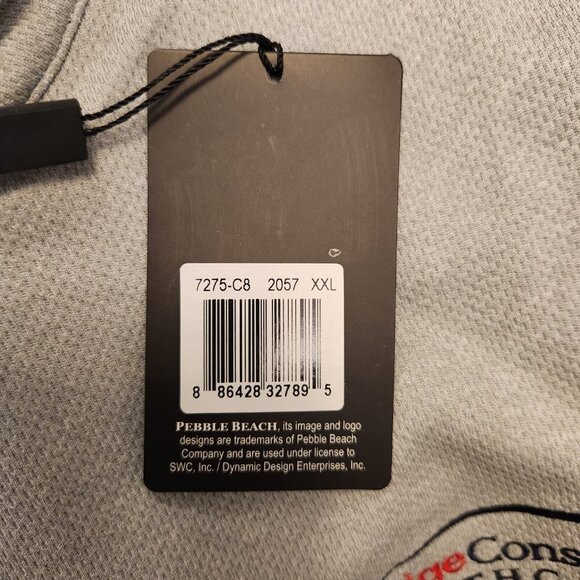 7275-C8 2057 XXL
8 86428 32789 5
PEBBLE BEACH, its image and logo
designs are trademarks of Pebble Beach
Company and are used under license to
SWC, Inc. / Dynamic Design Enterprises, Inc.